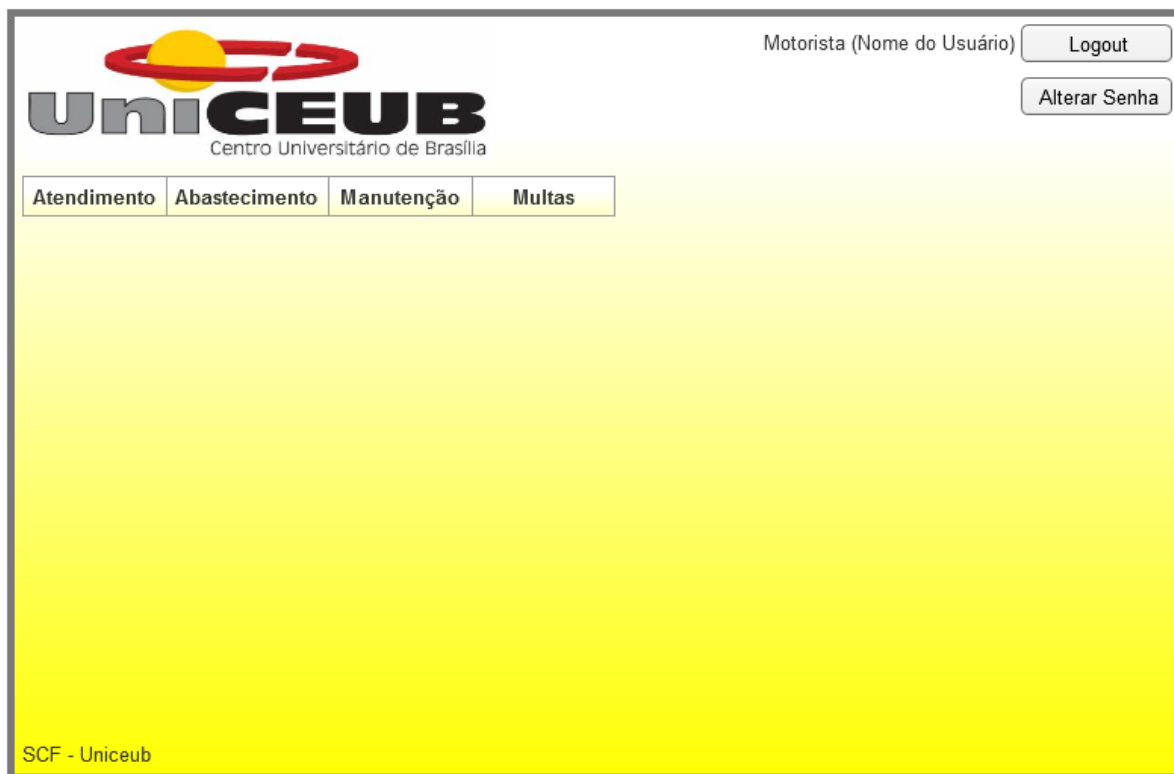 UniCEUB
Centro Universitário de Brasília
Motorista (Nome do Usuário) Logout
Alterar Senha
Atendimento Abastecimento Manutenção Multas
SCF - Uniceub